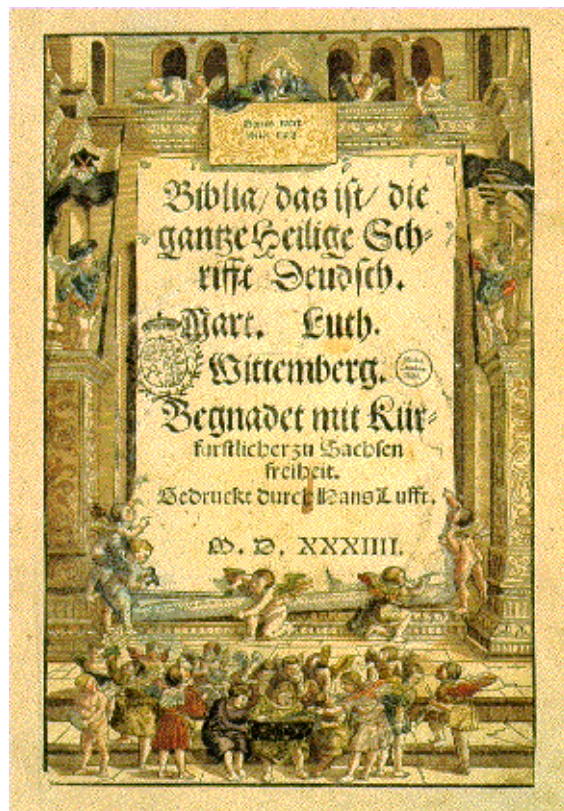 Biblia/ das ist/ die
gantze Heilige Sch-
rifft Deudsch.
Mart. Luth.
Wittemberg.
Begnadet mit Kür-
furstlicher zu Sachsen
freiheit.
Gedruckt durch Hans Lufft.
M. D. XXXIIII.